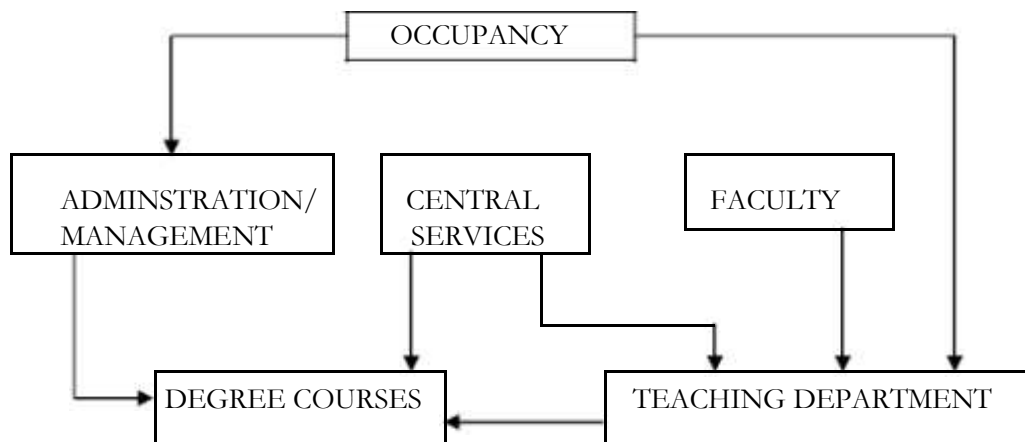 OCCUPANCY
ADMINSTRATION/
MANAGEMENT
CENTRAL
SERVICES
FACULTY
DEGREE COURSES
TEACHING DEPARTMENT